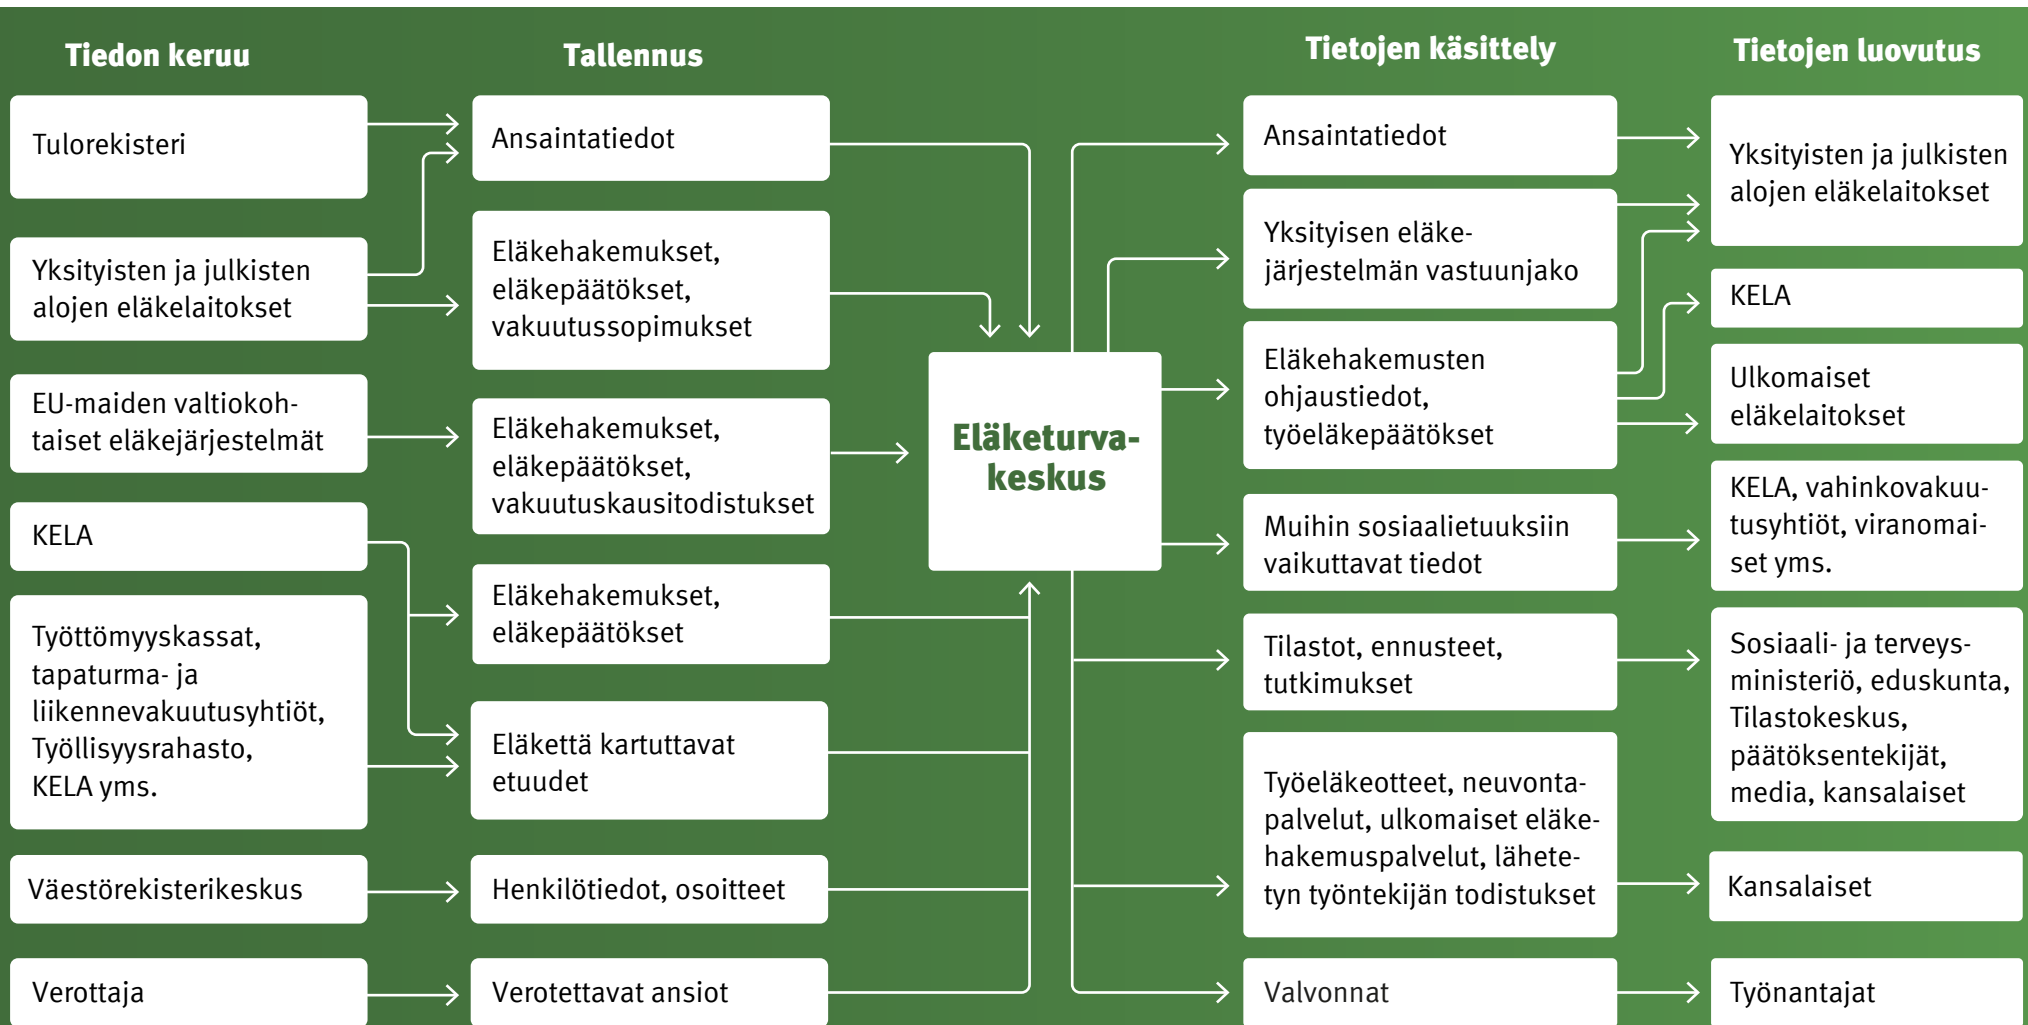 Tiedon keruu
Tulorekisteri
Yksityisten ja julkisten
alojen eläkelaitokset
EU-maiden valtiokoh-
taiset eläkejärjestelmät
KELA
Työttömyyskassat,
tapaturma- ja
liikennevakuutusyhtiöt,
Työllisyysrahasto,
KELA yms.
Väestörekisterikeskus
Verottaja
Tallennus
Ansaintatiedot
Eläkehakemukset,
eläkepäätökset,
vakuutussopimukset
Eläkehakemukset,
eläkepäätökset,
vakuutuskausitodistukset
Eläkehakemukset,
eläkepäätökset
Eläkettä kartuttavat
etuudet
Henkilötiedot, osoitteet
Verotettavat ansiot
Eläketurva-
keskus
Tietojen käsittely
Ansaintatiedot
Yksityisen eläke-
järjestelmän vastuunjako
Eläkehakemusten
ohjaustiedot,
työeläkepäätökset
Muihin sosiaalietuuksiin
vaikuttavat tiedot
Tilastot, ennusteet,
tutkimukset
Työeläkeotteet, neuvonta-
palvelut, ulkomaiset eläke-
hakemuspalvelut, lähete-
tyn työntekijän todistukset
Valvonnat
Tietojen luovutus
Yksityisten ja julkisten
alojen eläkelaitokset
KELA
Ulkomaiset
eläkelaitokset
KELA, vahinkovakuu-
tusyhtiöt, viranomai-
set yms.
Sosiaali- ja terveys-
ministeriö, eduskunta,
Tilastokeskus,
päätöksentekijät,
media, kansalaiset
Kansalaiset
Työnantajat